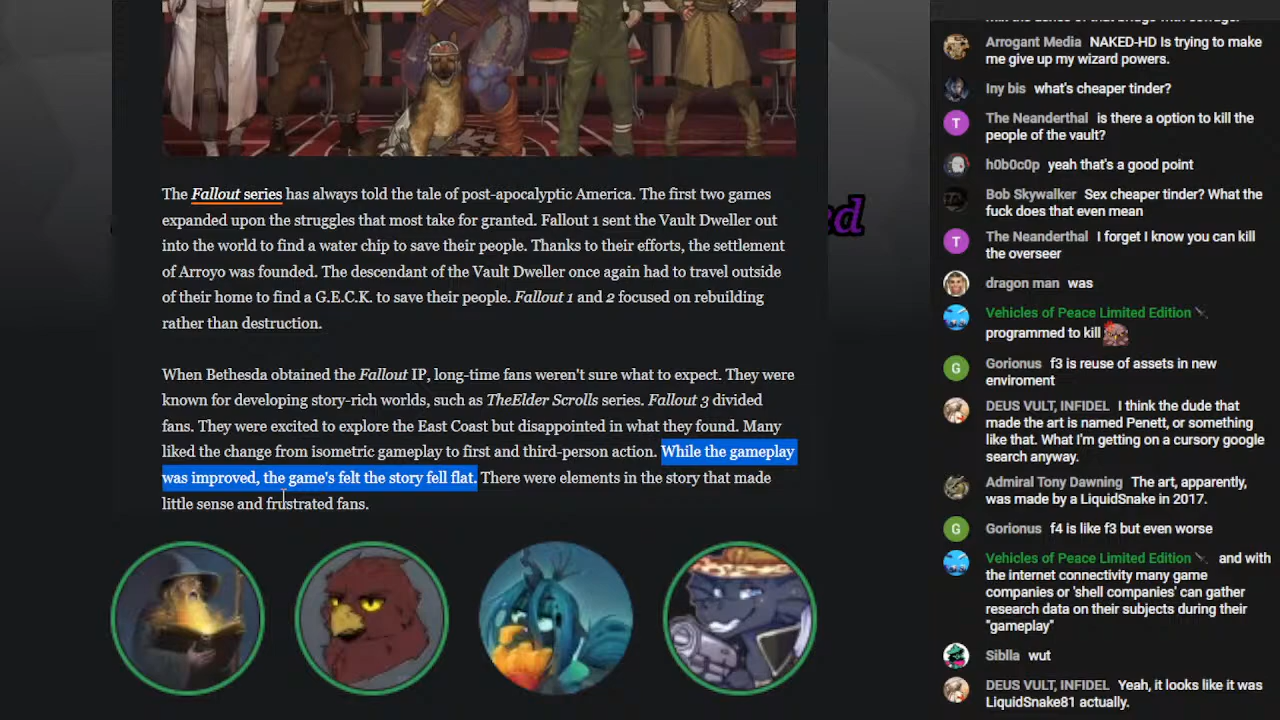 The Fallout series has always told the tale of post-apocalyptic America. The first two games
expanded upon the struggles that most take for granted. Fallout 1 sent the Vault Dweller out
into the world to find a water chip to save their people. Thanks to their efforts, the settlement
of Arroyo was founded. The descendant of the Vault Dweller once again had to travel outside
of their home to find a G.E.C.K. to save their people. Fallout 1 and 2 focused on rebuilding
rather than destruction.
When Bethesda obtained the Fallout IP, long-time fans weren't sure what to expect. They were
known for developing story-rich worlds, such as TheElder Scrolls series. Fallout 3 divided
fans. They were excited to explore the East Coast but disappointed in what they found. Many
liked the change from isometric gameplay to first and third-person action. While the gameplay
was improved, the game's felt the story fell flat. There were elements in the story that made
little sense and frustrated fans.
ed
Arrogant Media NAKED-HD Is trying to make
me give up my wizard powers.
Iny bis what's cheaper tinder?
T
The Neanderthal is there a option to kill the
people of the vault?
h0b0c0p yeah that's a good point
Bob Skywalker Sex cheaper tinder? What the
fuck does that even mean
T
The Neanderthal I forget I know you can kill
the overseer
dragon man was
Vehicles of Peace Limited Edition
programmed to kill
G
Gorionus f3 is reuse of assets in new
enviroment
DEUS VULT, INFIDEL I think the dude that
made the art is named Penett, or something
like that. What I'm getting on a cursory google
search anyway.
Admiral Tony Dawning The art, apparently,
was made by a LiquidSnake in 2017.
G
Gorionus f4 is like f3 but even worse
Vehicles of Peace Limited Edition and with
the internet connectivity many game
companies or 'shell companies' can gather
research data on their subjects during their
"gameplay"
Siblla wut
DEUS VULT, INFIDEL Yeah, it looks like it was
LiquidSnake81 actually.